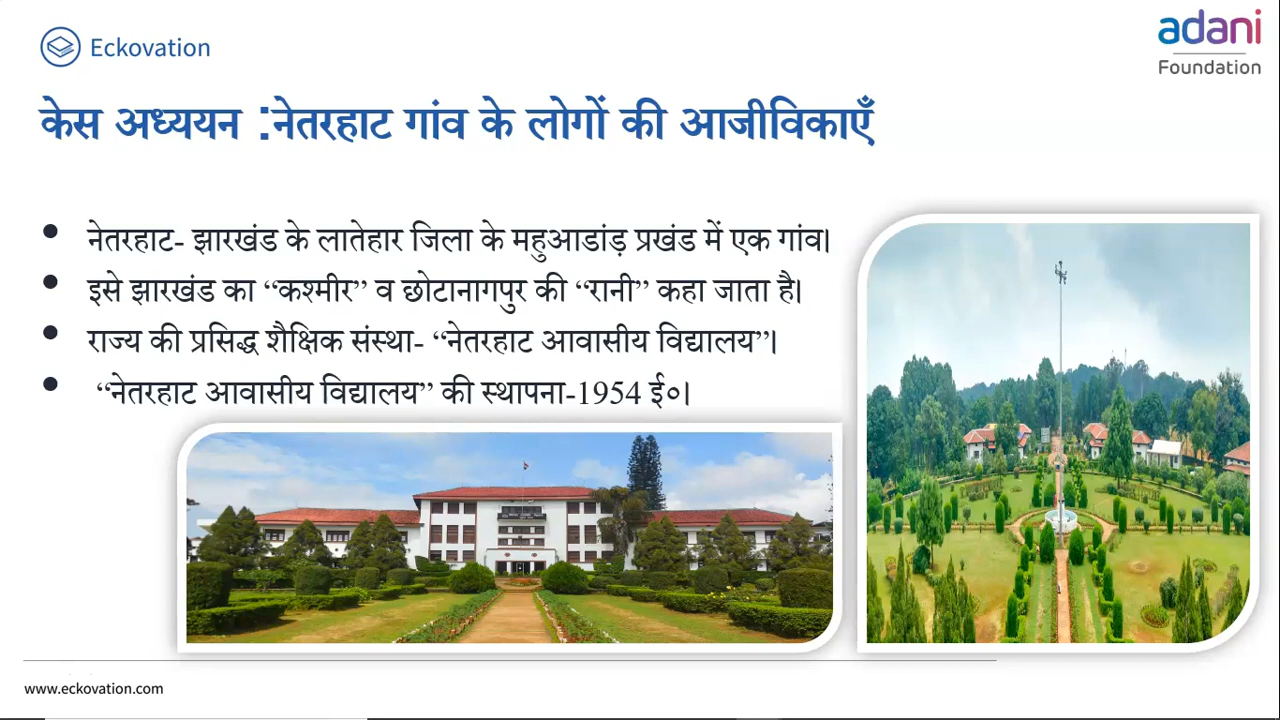 Eckovation
adani
Foundation
केस अध्ययन :नेतरहाट गांव के लोगों की आजीविकाएँ
• नेतरहाट- झारखंड के लातेहार जिला के महुआडांड़ प्रखंड में एक गांव।
• इसे झारखंड का “कश्मीर” व छोटानागपुर की “रानी” कहा जाता है।
• राज्य की प्रसिद्ध शैक्षिक संस्था- “नेतरहाट आवासीय विद्यालय”।
• “नेतरहाट आवासीय विद्यालय” की स्थापना-1954 ई०।
www.eckovation.com